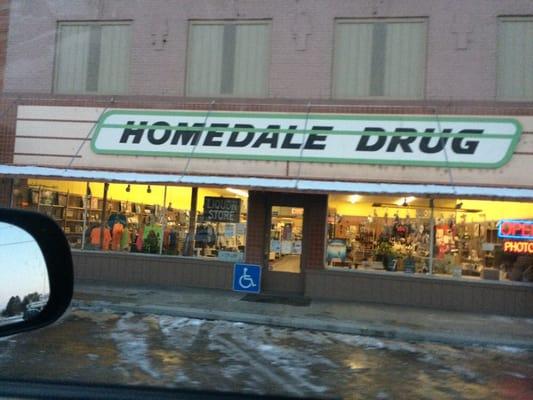 HOMEDALE DRUG
LIQUOR
STORE
OPEN
PHOTO